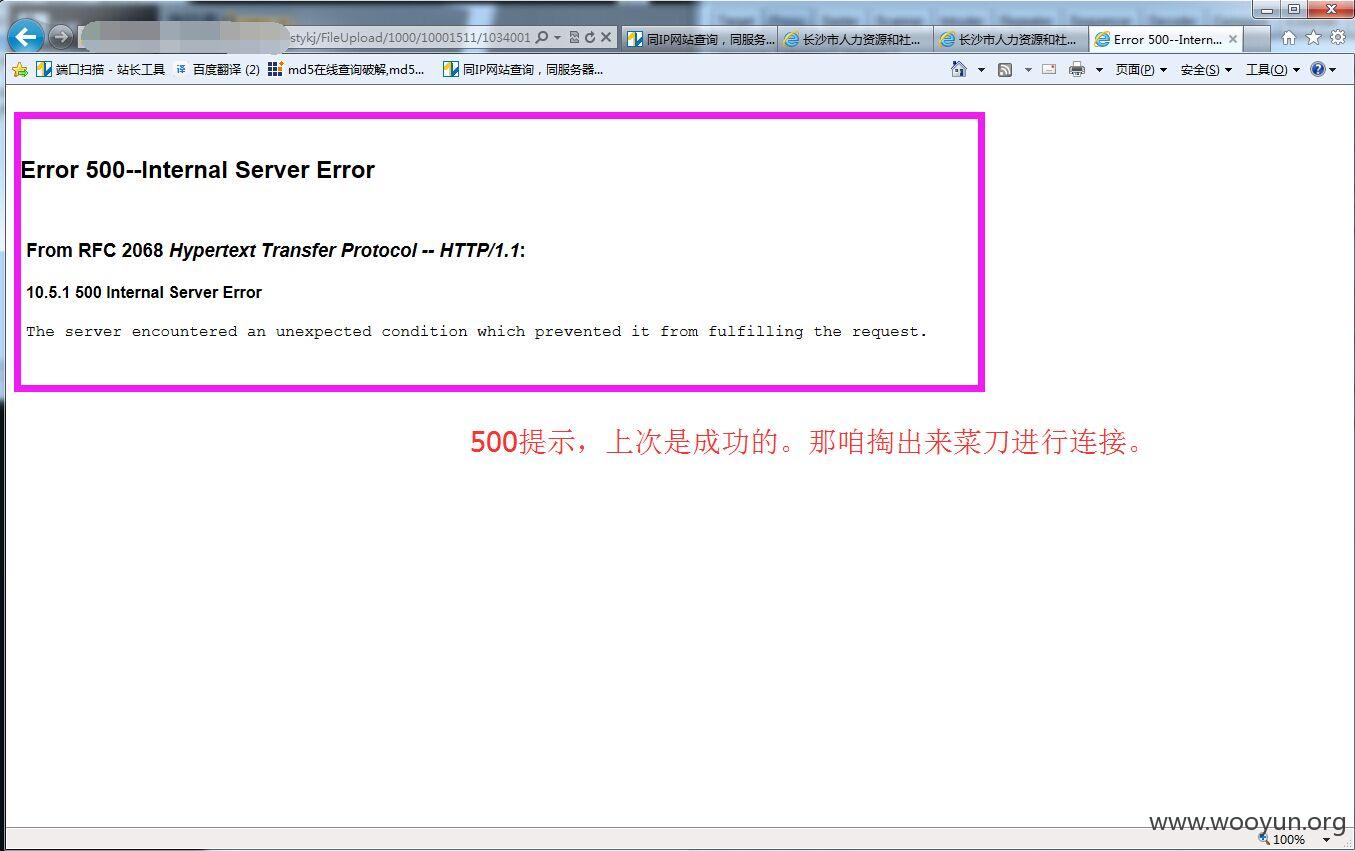 stykj/FileUpload/1000/10001511/1034001
同IP网站查询，同服务...
长沙市人力资源和社...
长沙市人力资源和社...
Error 500--Intern...
端口扫描 - 站长工具
百度翻译 (2)
md5在线查询破解,md5...
同IP网站查询，同服务器...
页面(P)
安全(S)
工具(O)
Error 500--Internal Server Error
From RFC 2068 Hypertext Transfer Protocol -- HTTP/1.1:
10.5.1 500 Internal Server Error
The server encountered an unexpected condition which prevented it from fulfilling the request.
500提示，上次是成功的。那咱掏出来菜刀进行连接。
www.wooyun.org
100%